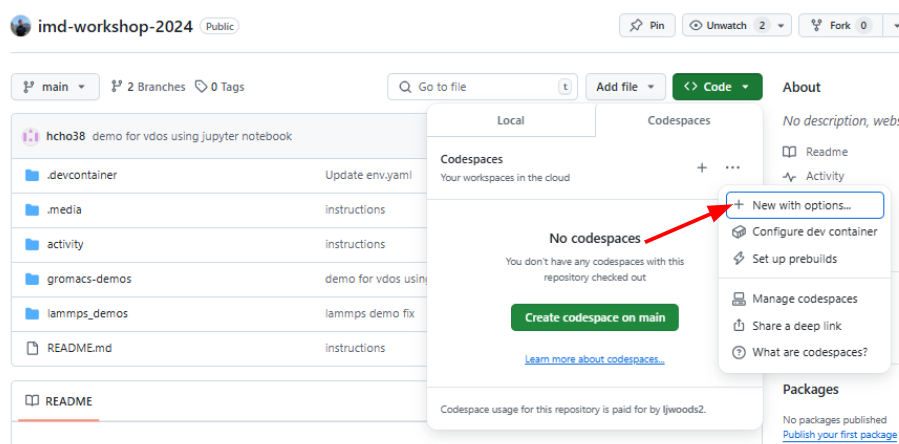 imd-workshop-2024 Public
Pin
Unwatch 2
Fork 0
main
2 Branches
0 Tags
Go to file t
Add file
Code
About
Local
Codespaces
No description, webs
hcho38 demo for vdos using jupyter notebook
Codespaces
Your workspaces in the cloud
Readme
Activity
.devcontainer Update env.yaml
.media instructions
activity instructions
gromacs-demos demo for vdos using
lammps_demos lammps demo fix
README.md instructions
README
No codespaces
You don't have any codespaces with this
repository checked out
Create codespace on main
Learn more about codespaces...
Codespace usage for this repository is paid for by ljwoods2.
New with options...
Configure dev container
Set up prebuilds
Manage codespaces
Share a deep link
What are codespaces?
Packages
No packages published
Publish your first package